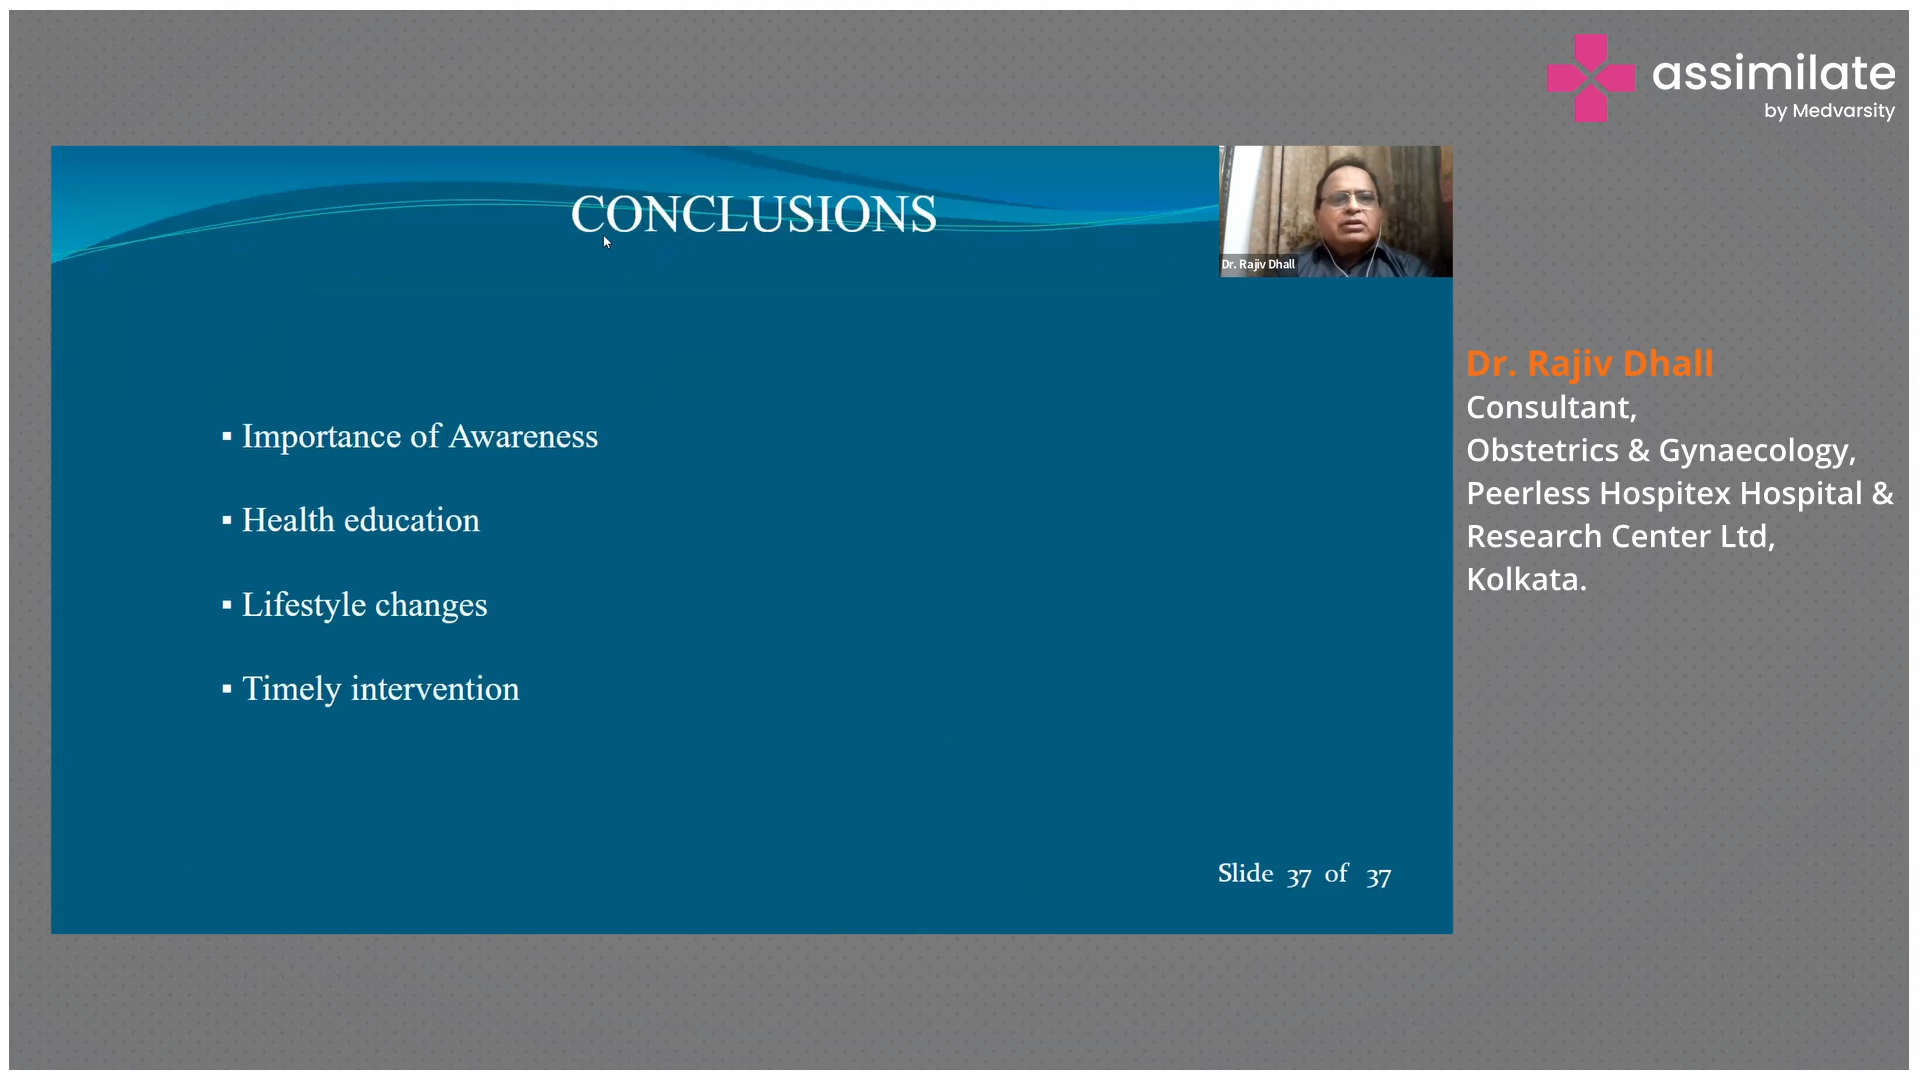 assimilate
by Medvarsity
CONCLUSIONS
Dr. Rajiv Dhall
▪ Importance of Awareness
▪ Health education
▪ Lifestyle changes
▪ Timely intervention
Slide 37 of 37
Dr. Rajiv Dhall
Consultant,
Obstetrics & Gynaecology,
Peerless Hospitex Hospital &
Research Center Ltd,
Kolkata.